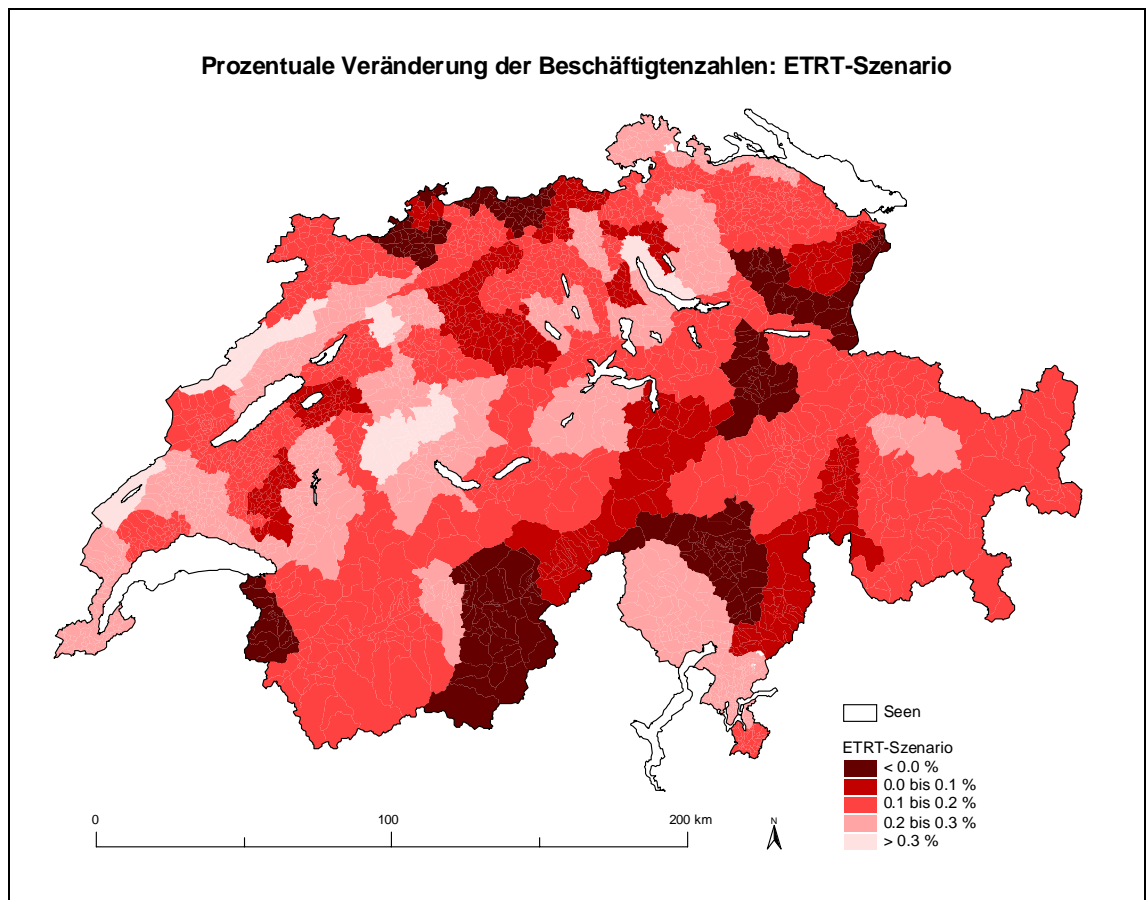 Prozentuale Veränderung der Beschäftigtenzahlen: ETRT-Szenario
Seen
ETRT-Szenario
< 0.0 %
0.0 bis 0.1 %
0.1 bis 0.2 %
0.2 bis 0.3 %
> 0.3 %
0 100 200 km
N